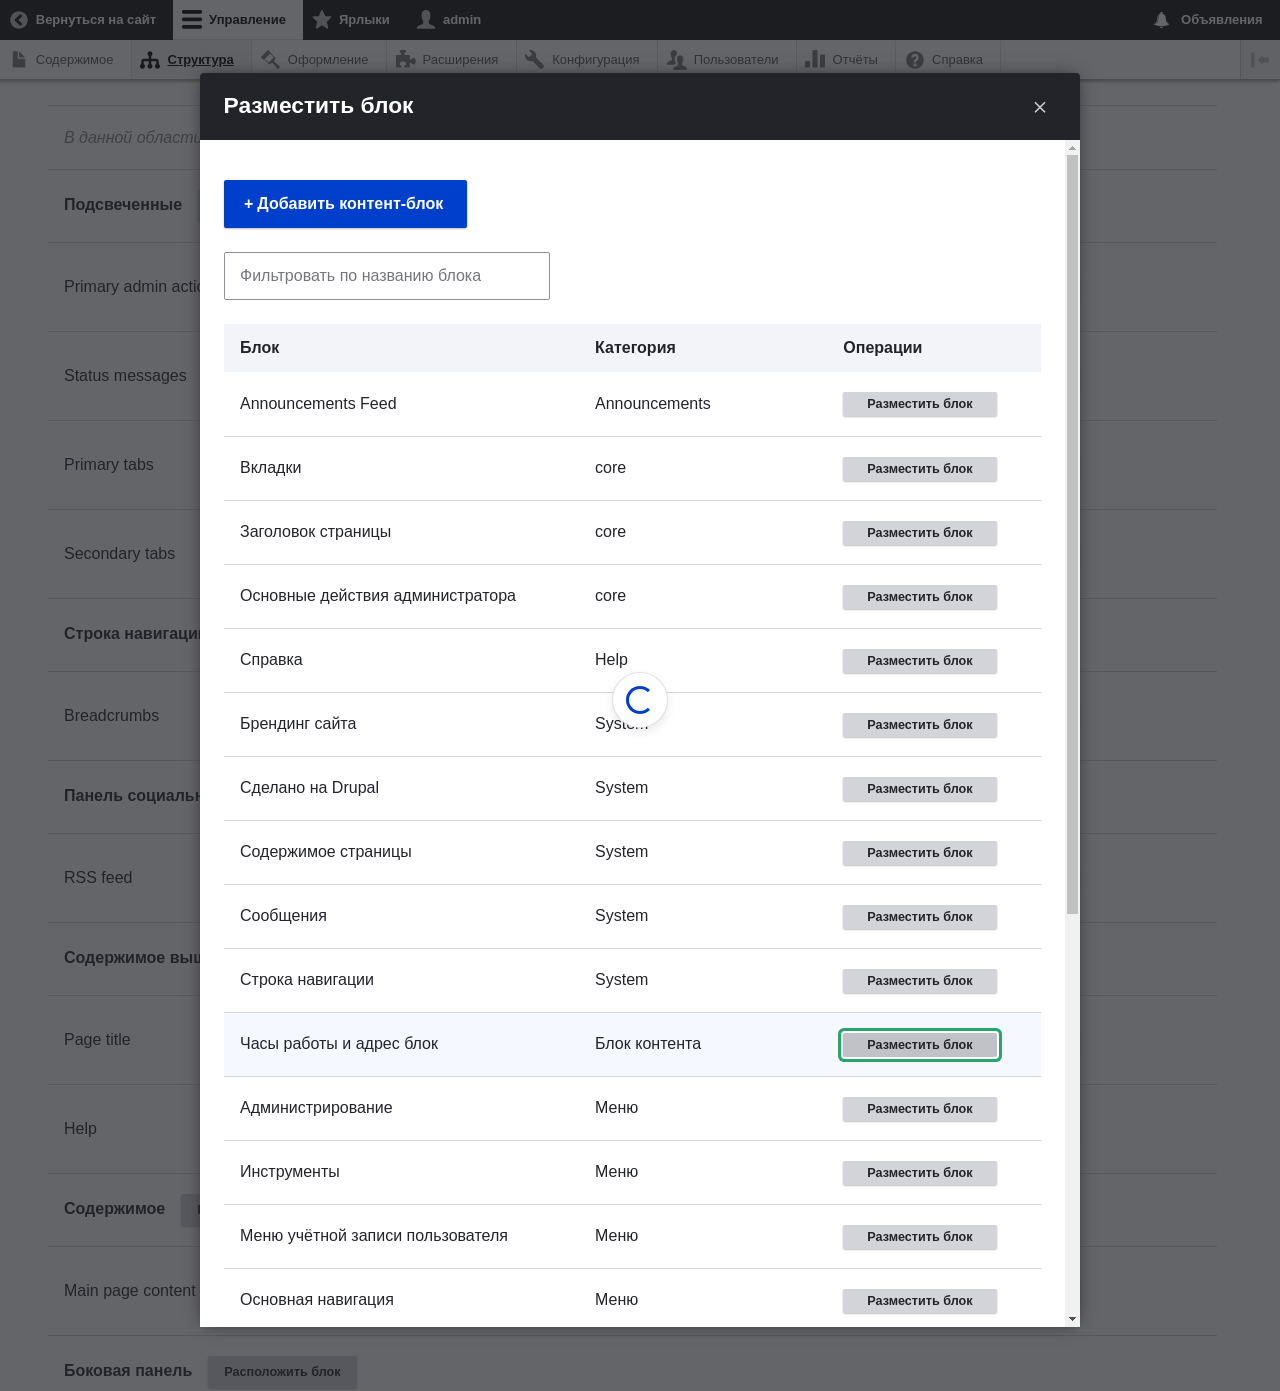 Вернуться на сайт Управление Ярлыки admin Объявления
Содержимое Структура Оформление Расширения Конфигурация Пользователи Отчёты Справка
Разместить блок
В данной области
+ Добавить контент-блок
Подсвеченные
Фильтровать по названию блока
Primary admin actio
Блок Категория Операции
Status messages
Announcements Feed Announcements Разместить блок
Primary tabs
Вкладки core Разместить блок
Заголовок страницы core Разместить блок
Secondary tabs
Основные действия администратора core Разместить блок
Строка навигации
Справка Help Разместить блок
Breadcrumbs
Брендинг сайта System Разместить блок
Панель социальн
Сделано на Drupal System Разместить блок
Содержимое страницы System Разместить блок
RSS feed
Сообщения System Разместить блок
Содержимое выш
Строка навигации System Разместить блок
Page title
Часы работы и адрес блок Блок контента Разместить блок
Администрирование Меню Разместить блок
Help
Инструменты Меню Разместить блок
Содержимое
Меню учётной записи пользователя Меню Разместить блок
Main page content
Основная навигация Меню Разместить блок
Боковая панель Расположить блок